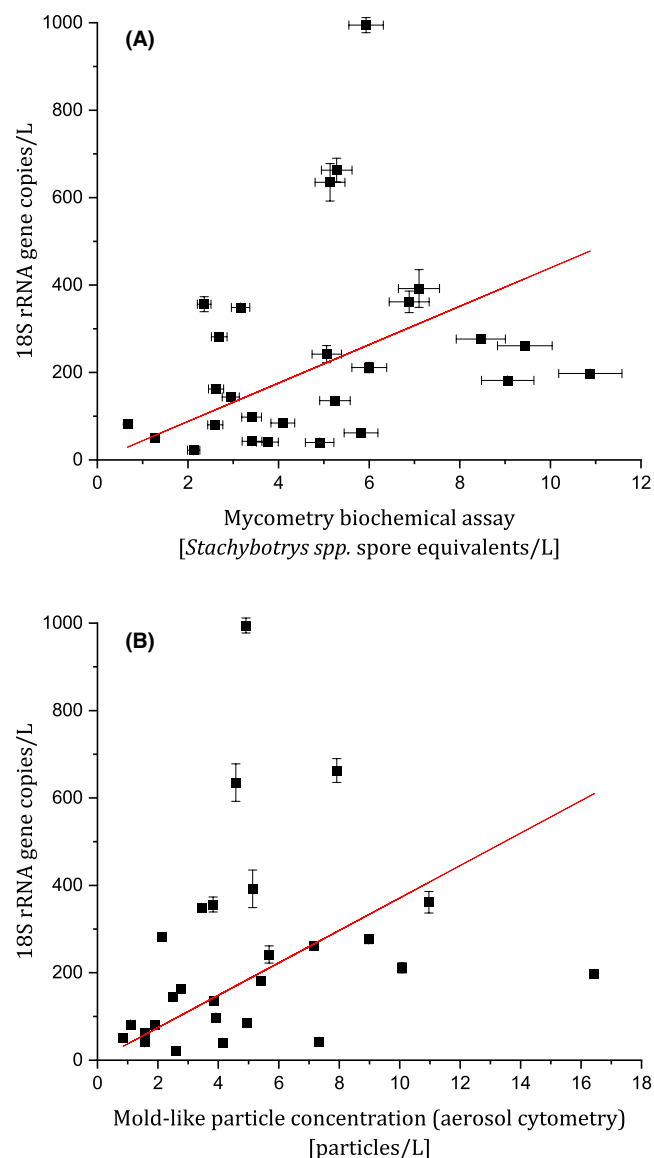 (A)
1000
800
600
400
200
0
18S rRNA gene copies/L
0 2 4 6 8 10 12
Mycometry biochemical assay
[Stachybotrys spp. spore equivalents/L]
(B)
1000
800
600
400
200
0
18S rRNA gene copies/L
0 2 4 6 8 10 12 14 16 18
Mold-like particle concentration (aerosol cytometry)
[particles/L]